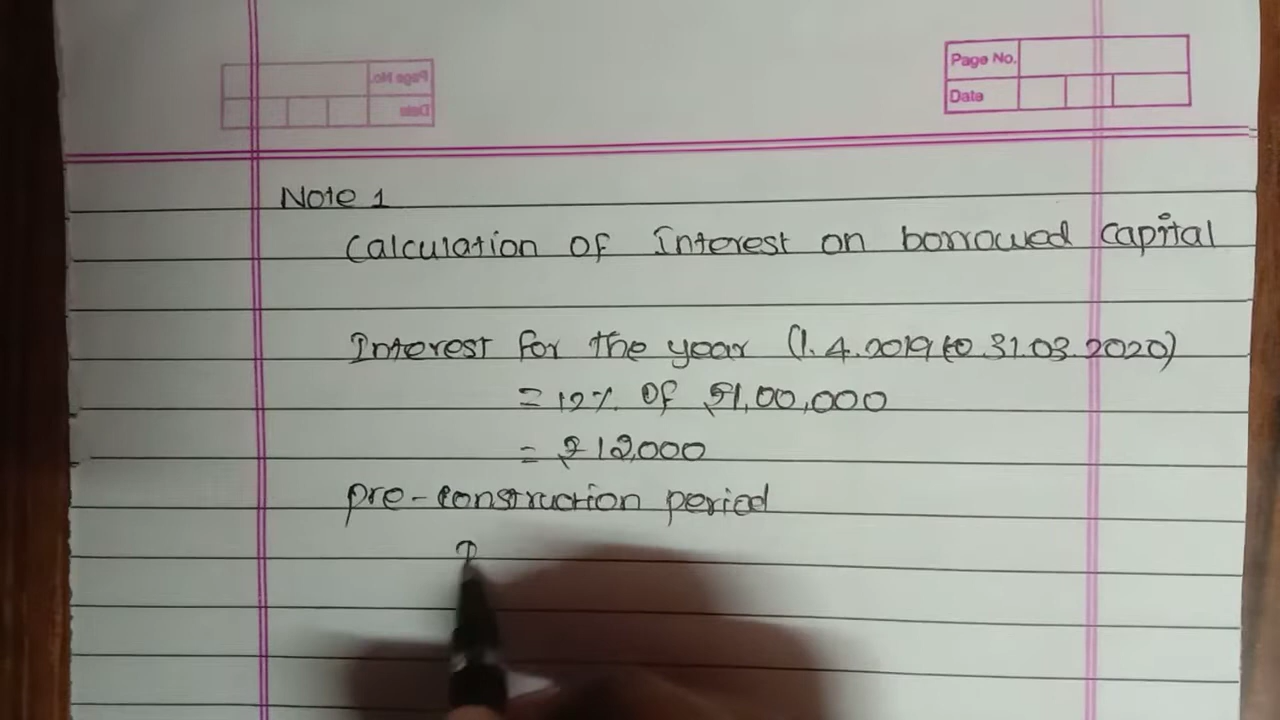 Page No.
Data
Note 1
Calculation of Interest on borrowed capital
Interest for the year (1.4.2019 to 31.03.2020)
= 12% of ₹1,00,000
= ₹12,000
pre-construction period